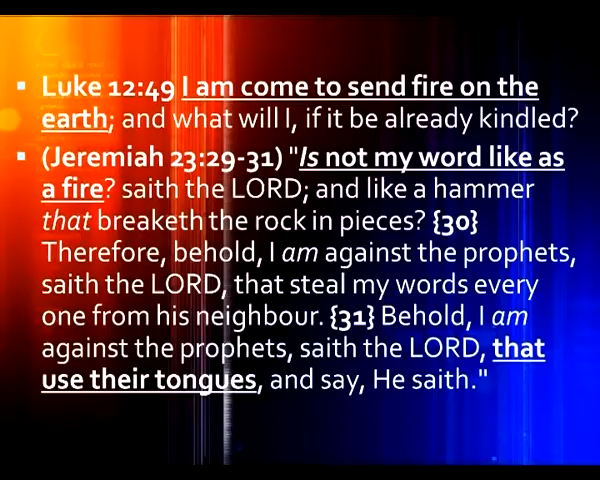 ▪ Luke 12:49 I am come to send fire on the
earth; and what will I, if it be already kindled?
▪ (Jeremiah 23:29-31) "Is not my word like as
a fire? saith the LORD; and like a hammer
that breaketh the rock in pieces? {30}
Therefore, behold, I am against the prophets,
saith the LORD, that steal my words every
one from his neighbour. {31} Behold, I am
against the prophets, saith the LORD, that
use their tongues, and say, He saith."